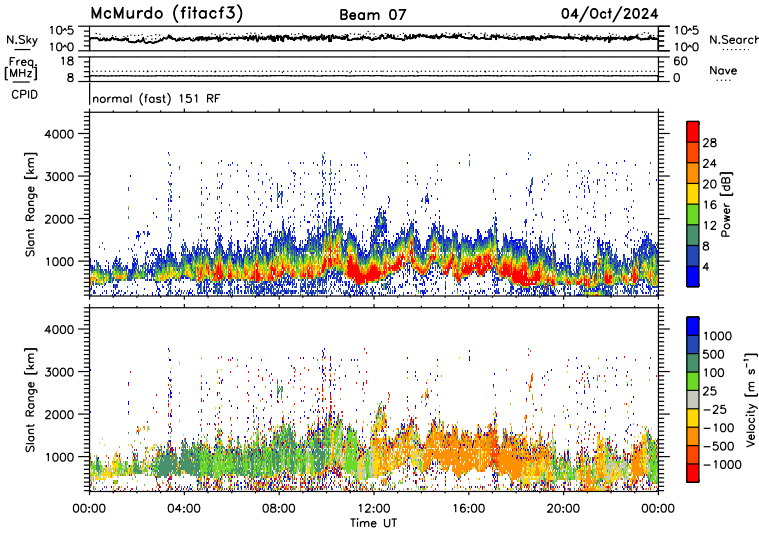 McMurdo (fitacf3) Beam 07 04/Oct/2024
N.Sky 10^5 10^5 N.Search
10^0 10^0
Freq. 18 60
[MHz] 8 0 Nave
CPID normal (fast) 151 RF
Slant Range [km]
4000
3000
2000
1000
Power [dB]
28
24
20
16
12
8
4
Slant Range [km]
4000
3000
2000
1000
Velocity [m s⁻¹]
1000
500
100
25
-25
-100
-500
-1000
00:00 04:00 08:00 12:00 16:00 20:00 00:00
Time UT